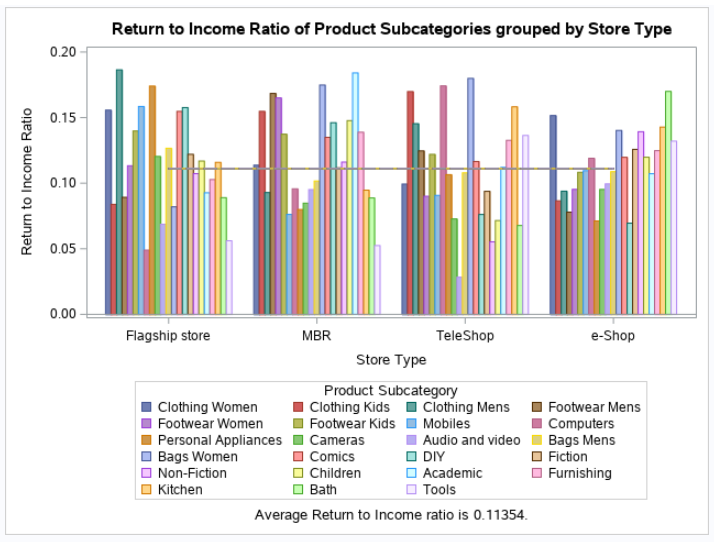 Return to Income Ratio of Product Subcategories grouped by Store Type
Return to Income Ratio
0.20
0.15
0.10
0.05
0.00
Flagship store MBR TeleShop e-Shop
Store Type
Product Subcategory
Clothing Women Clothing Kids Clothing Mens Footwear Mens
Footwear Women Footwear Kids Mobiles Computers
Personal Appliances Cameras Audio and video Bags Mens
Bags Women Comics DIY Fiction
Non-Fiction Children Academic Furnishing
Kitchen Bath Tools
Average Return to Income ratio is 0.11354.